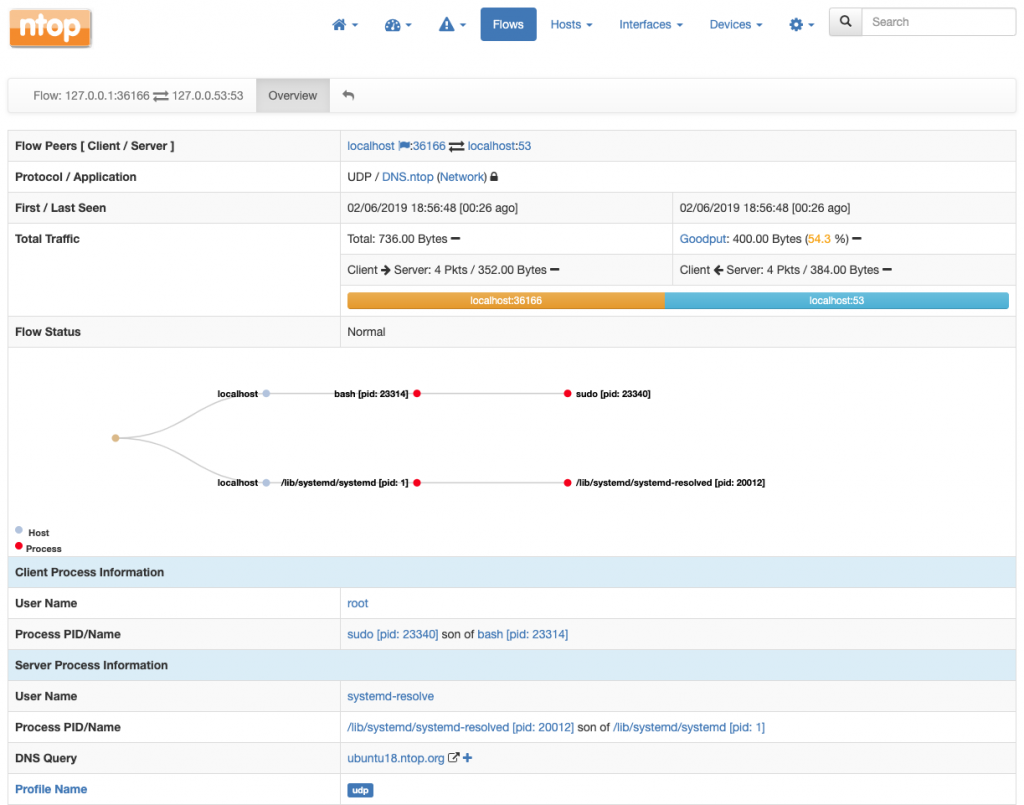 ntop
Flows Hosts Interfaces Devices Search
Flow: 127.0.0.1:36166 ⇄ 127.0.0.53:53 Overview
Flow Peers [ Client / Server ] localhost :36166 ⇄ localhost:53
Protocol / Application UDP / DNS.ntop (Network)
First / Last Seen 02/06/2019 18:56:48 [00:26 ago] 02/06/2019 18:56:48 [00:26 ago]
Total Traffic Total: 736.00 Bytes — Goodput: 400.00 Bytes (54.3 %) —
Client → Server: 4 Pkts / 352.00 Bytes — Client ← Server: 4 Pkts / 384.00 Bytes —
localhost:36166 localhost:53
Flow Status Normal
localhost bash [pid: 23314] sudo [pid: 23340]
localhost /lib/systemd/systemd [pid: 1] /lib/systemd/systemd-resolved [pid: 20012]
Host
Process
Client Process Information
User Name root
Process PID/Name sudo [pid: 23340] son of bash [pid: 23314]
Server Process Information
User Name systemd-resolve
Process PID/Name /lib/systemd/systemd-resolved [pid: 20012] son of /lib/systemd/systemd [pid: 1]
DNS Query ubuntu18.ntop.org
Profile Name udp